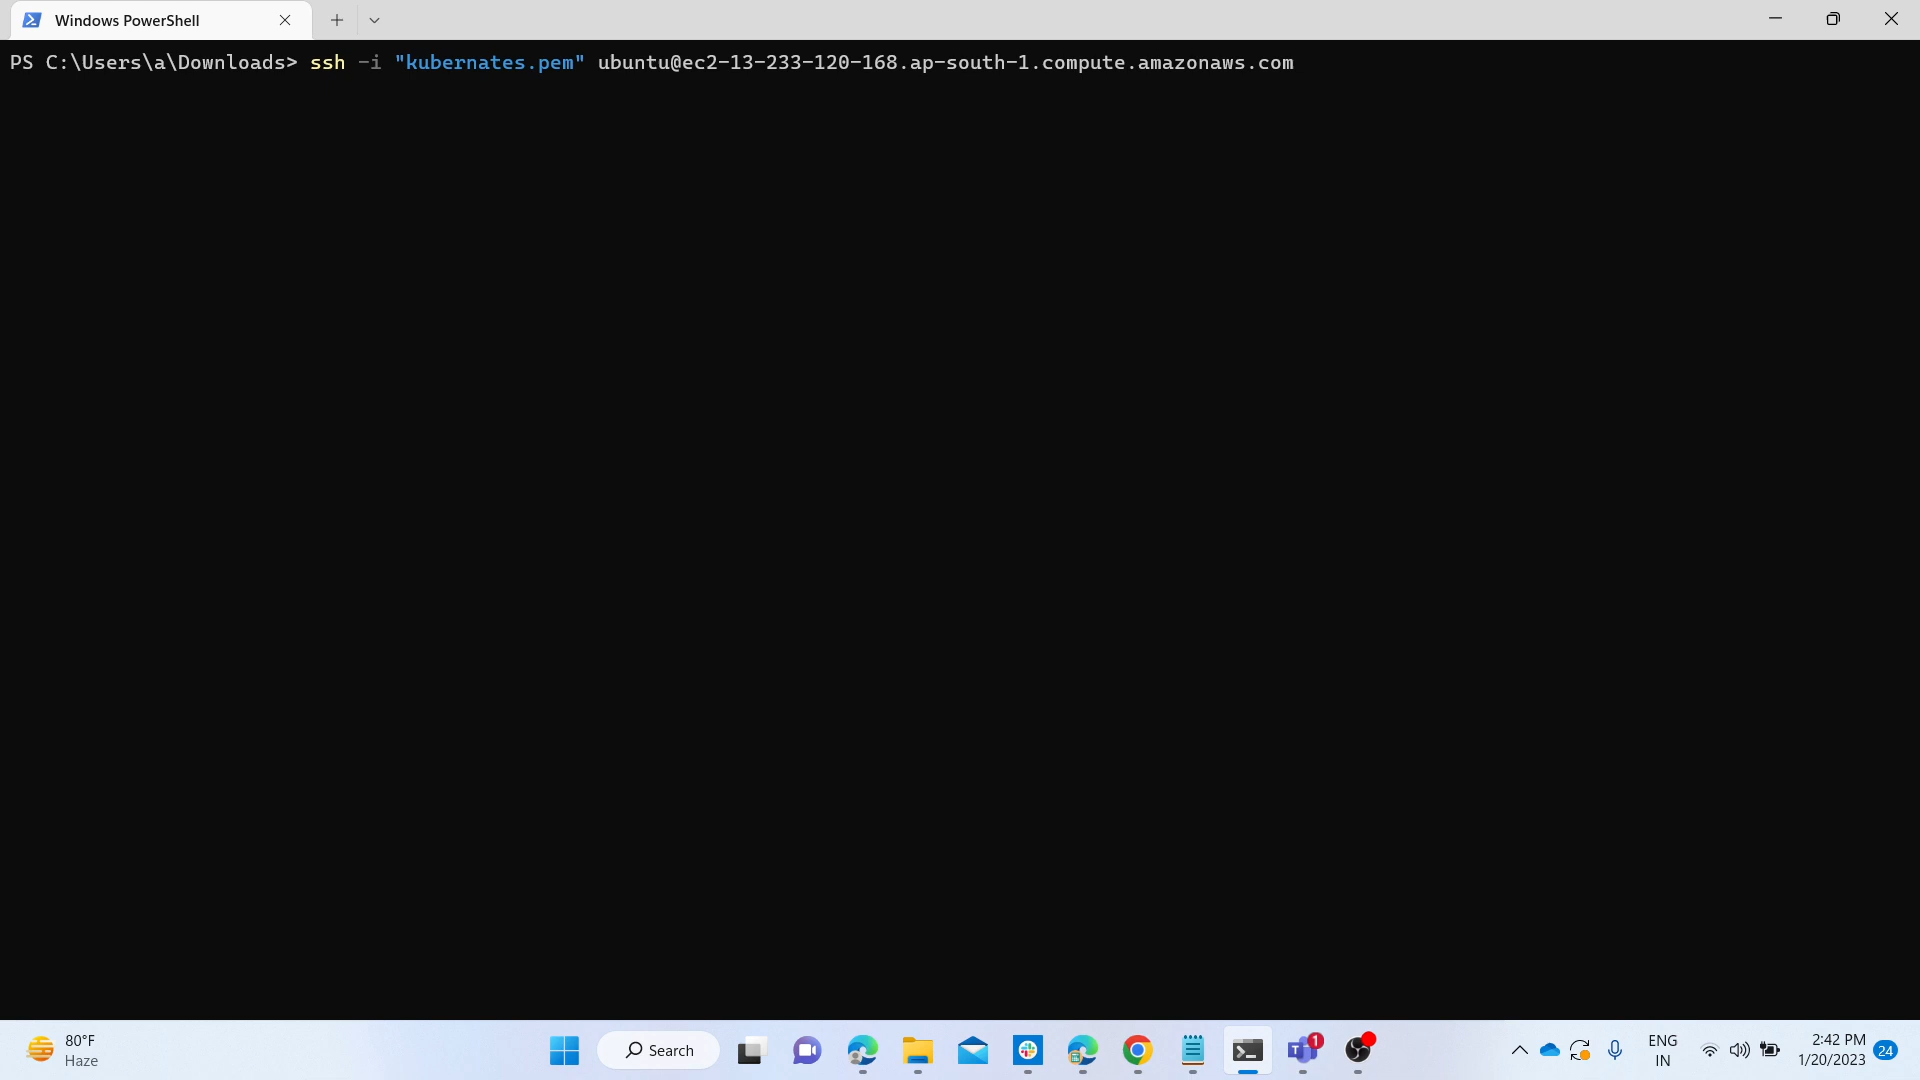 Windows PowerShell
PS C:\Users\a\Downloads> ssh -i "kubernates.pem" ubuntu@ec2-13-233-120-168.ap-south-1.compute.amazonaws.com
80°F
Haze
Search
1
ENG
IN
2:42 PM
1/20/2023
24